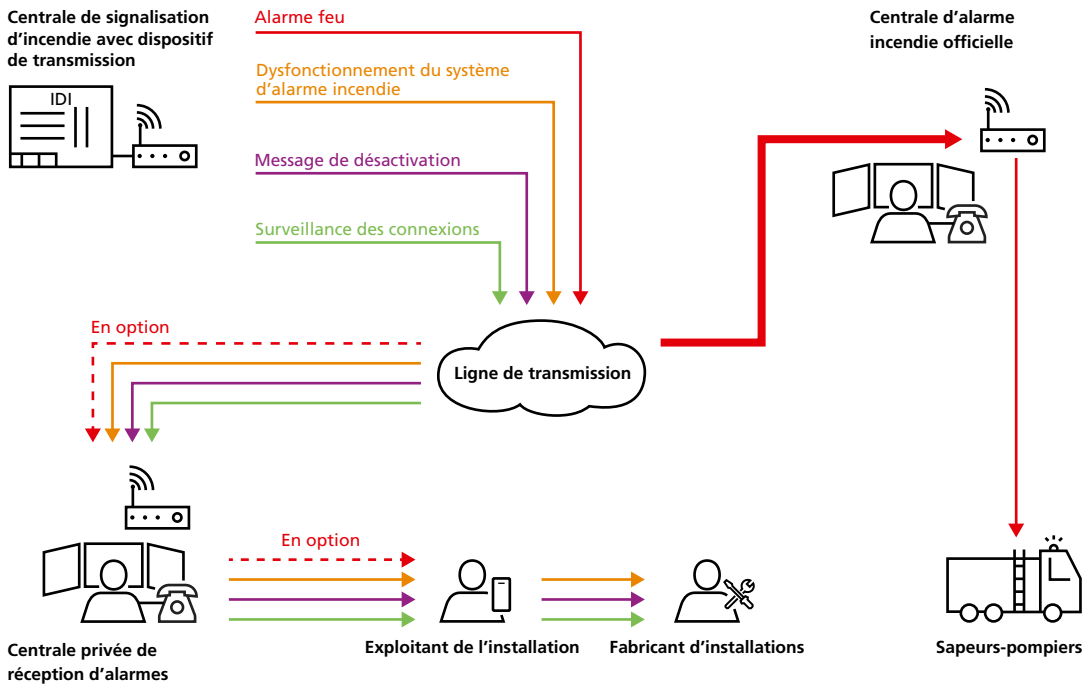 Centrale de signalisation
d’incendie avec dispositif
de transmission
IDI
Alarme feu
Dysfonctionnement du système
d’alarme incendie
Message de désactivation
Surveillance des connexions
Centrale d’alarme
incendie officielle
En option
Ligne de transmission
En option
Centrale privée de
réception d’alarmes
Exploitant de l’installation
Fabricant d’installations
Sapeurs-pompiers